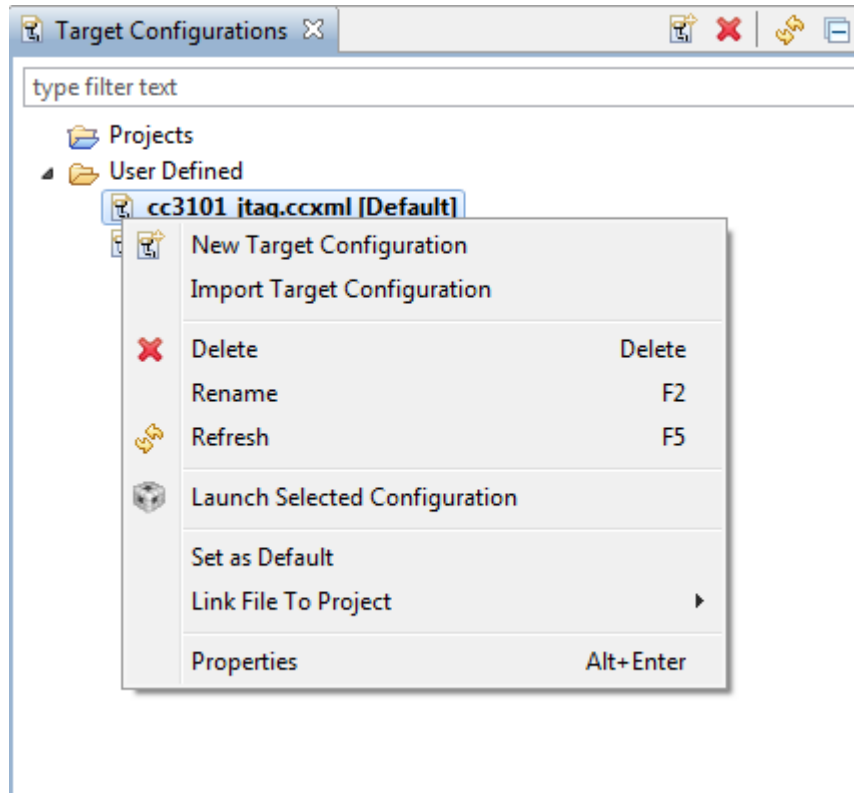 Target Configurations
type filter text
Projects
User Defined
cc3101_jtag.ccxml [Default]
New Target Configuration
Import Target Configuration
Delete Delete
Rename F2
Refresh F5
Launch Selected Configuration
Set as Default
Link File To Project
Properties Alt+Enter